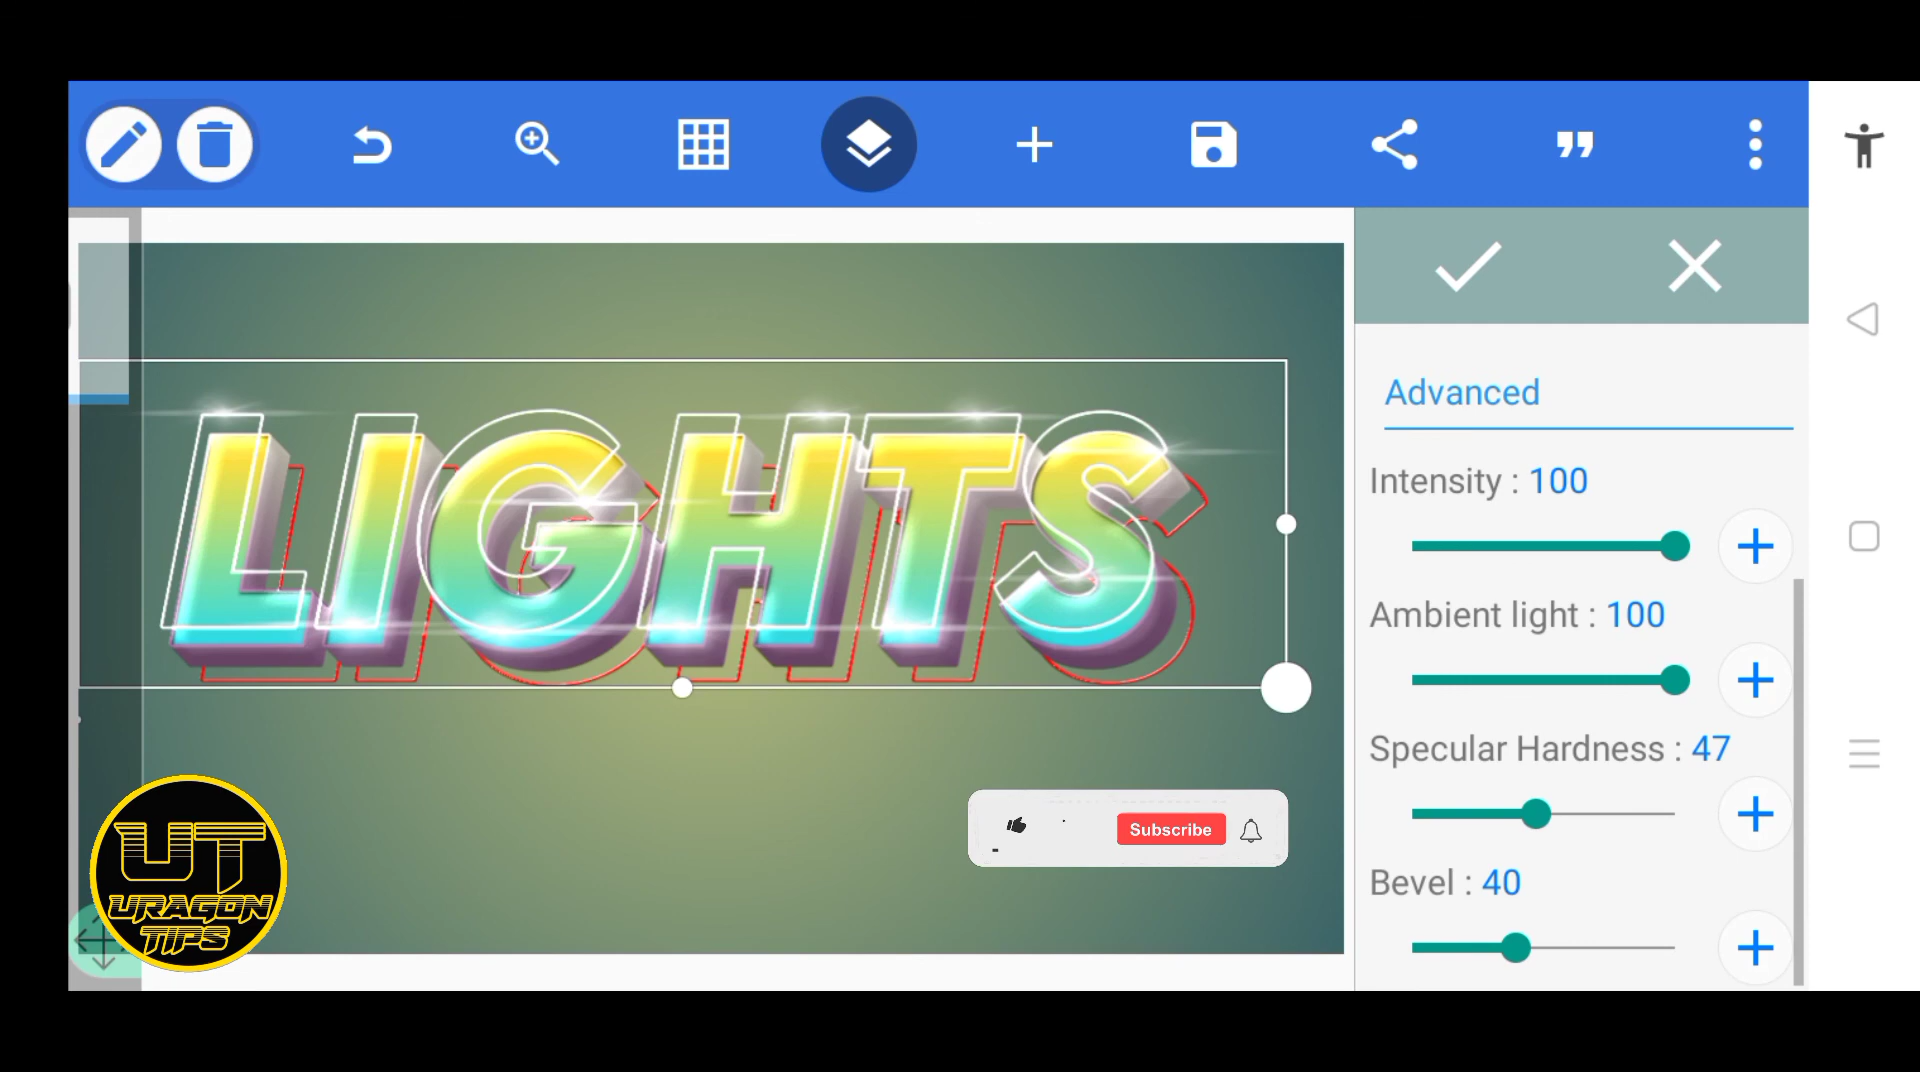 Advanced
LIGHTS
Intensity : 100
Ambient light : 100
Specular Hardness : 47
Subscribe
Bevel : 40
UT
URAGON
TIPS